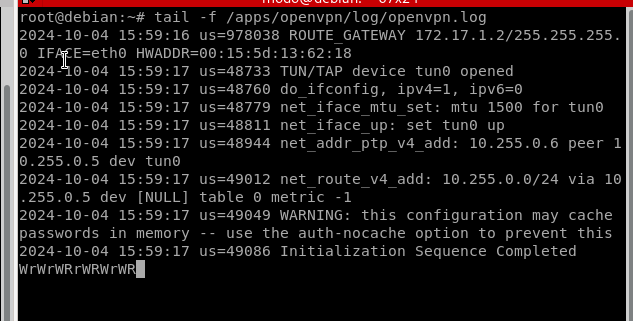 root@debian:~# tail -f /apps/openvpn/log/openvpn.log
2024-10-04 15:59:16 us=978038 ROUTE_GATEWAY 172.17.1.2/255.255.255.
0 IFACE=eth0 HWADDR=00:15:5d:13:62:18
2024-10-04 15:59:17 us=48733 TUN/TAP device tun0 opened
2024-10-04 15:59:17 us=48760 do_ifconfig, ipv4=1, ipv6=0
2024-10-04 15:59:17 us=48779 net_iface_mtu_set: mtu 1500 for tun0
2024-10-04 15:59:17 us=48811 net_iface_up: set tun0 up
2024-10-04 15:59:17 us=48944 net_addr_ptp_v4_add: 10.255.0.6 peer 1
0.255.0.5 dev tun0
2024-10-04 15:59:17 us=49012 net_route_v4_add: 10.255.0.0/24 via 10
.255.0.5 dev [NULL] table 0 metric -1
2024-10-04 15:59:17 us=49049 WARNING: this configuration may cache
passwords in memory -- use the auth-nocache option to prevent this
2024-10-04 15:59:17 us=49086 Initialization Sequence Completed
WrWrWRrWRWrWR